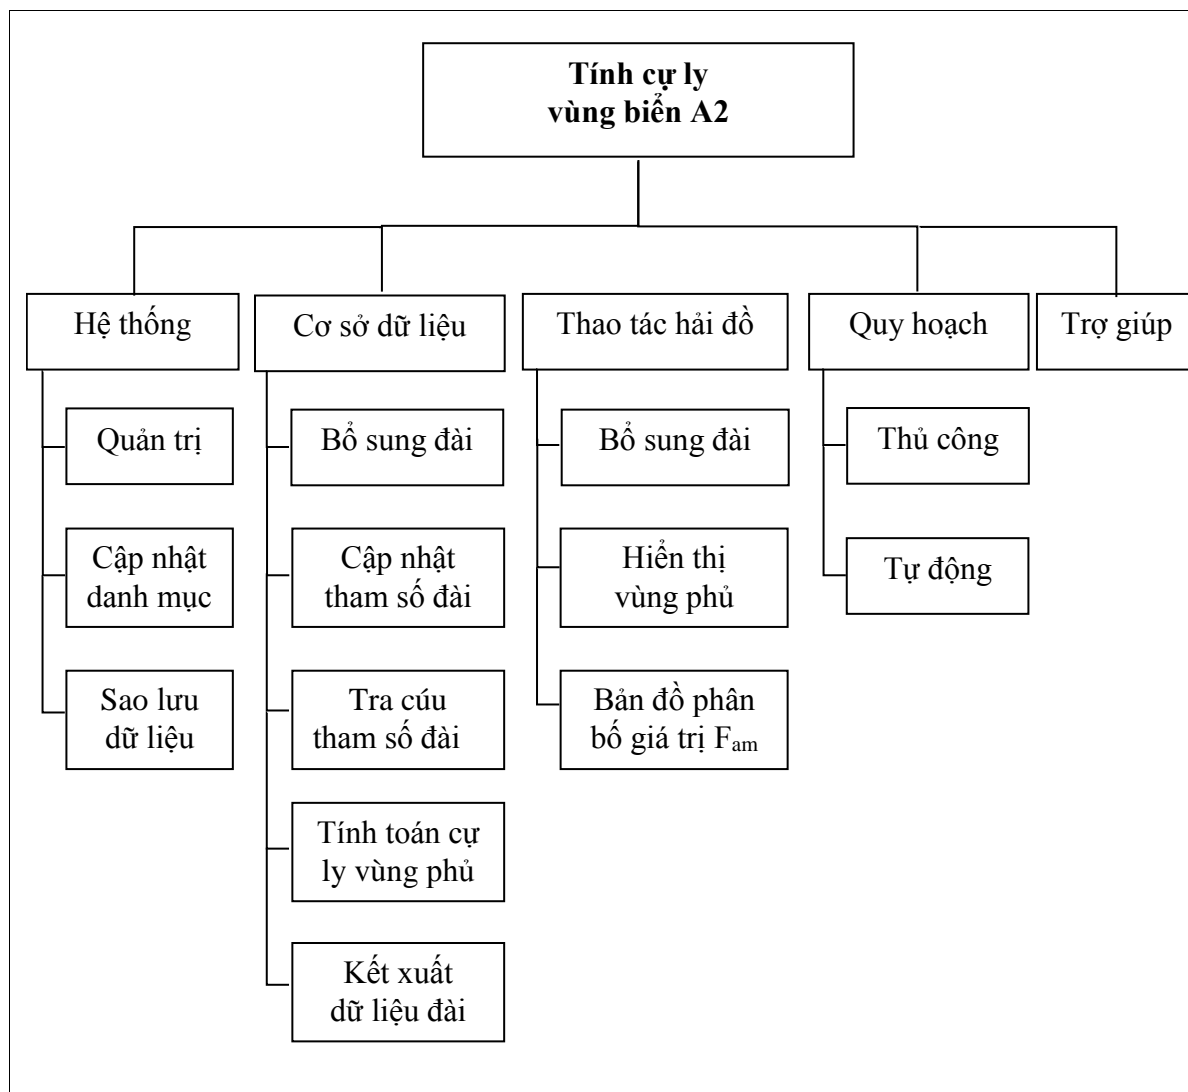 Tính cự ly
vùng biển A2
Hệ thống
Cơ sở dữ liệu
Thao tác hải đồ
Quy hoạch
Trợ giúp
Quản trị
Cập nhật
danh mục
Sao lưu
dữ liệu
Bổ sung đài
Cập nhật
tham số đài
Tra cúu
tham số đài
Tính toán cự
ly vùng phủ
Kết xuất
dữ liệu đài
Bổ sung đài
Hiển thị
vùng phủ
Bản đồ phân
bố giá trị Fam
Thủ công
Tự động